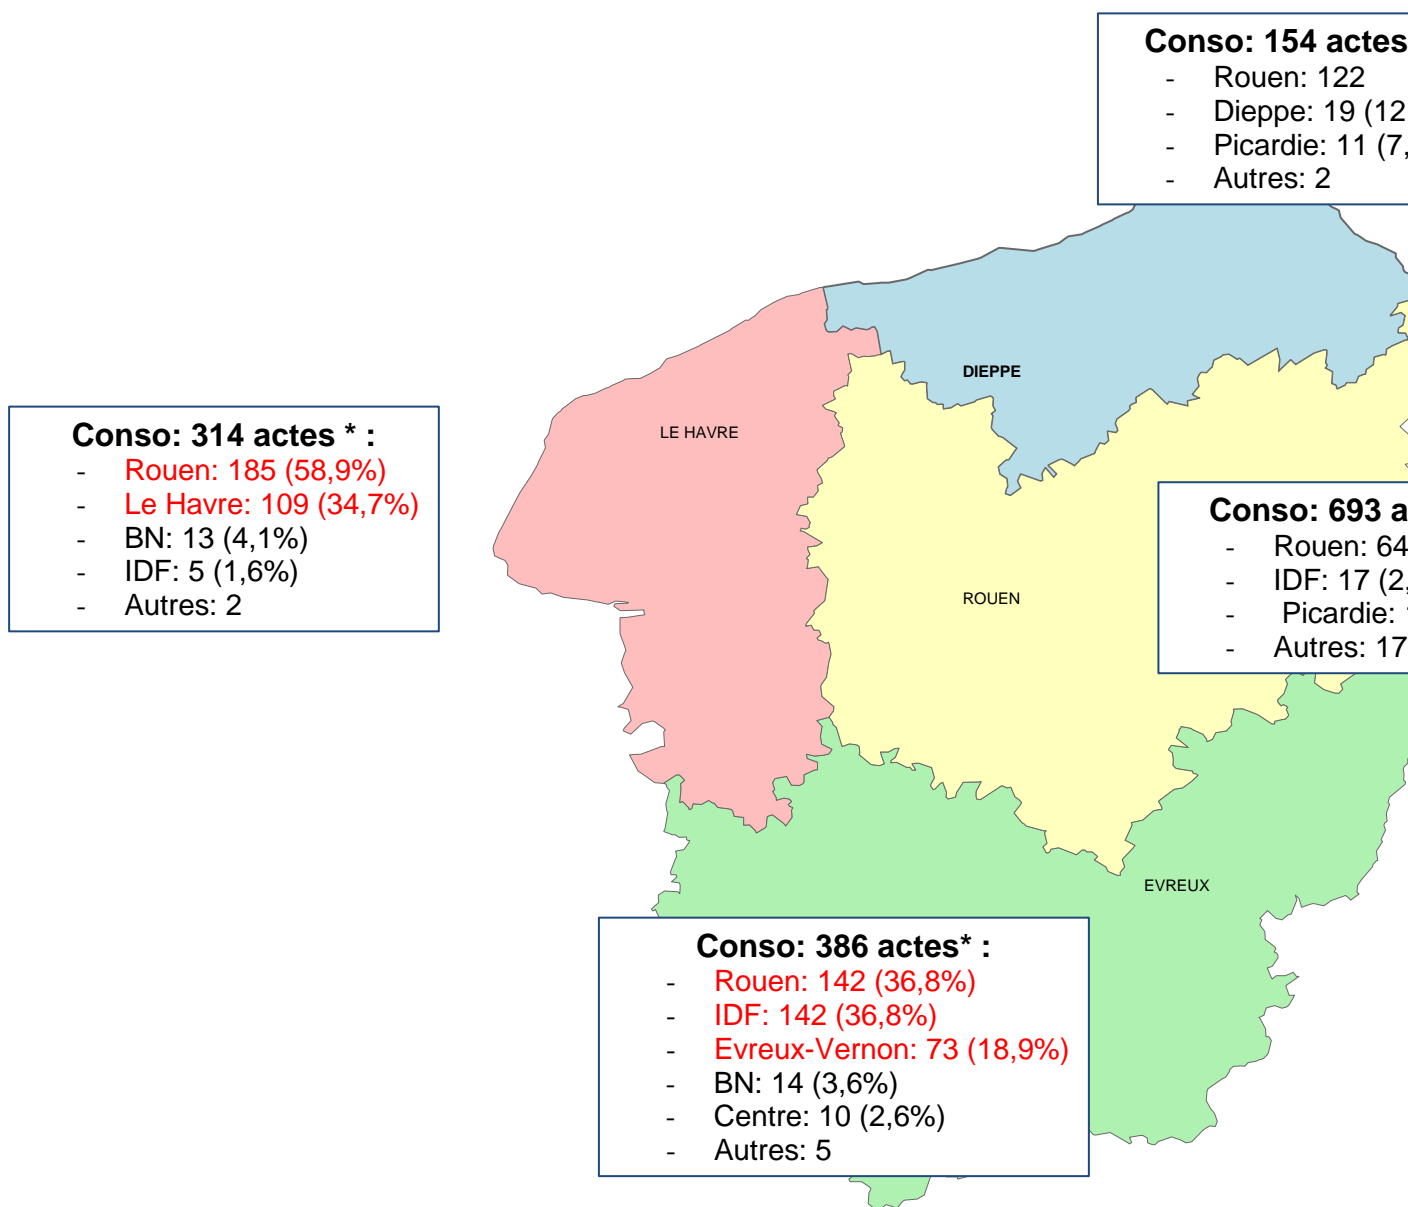 Conso: 154 actes
- Rouen: 122
- Dieppe: 19 (12
- Picardie: 11 (7,
- Autres: 2
DIEPPE
LE HAVRE
Conso: 314 actes * :
- Rouen: 185 (58,9%)
- Le Havre: 109 (34,7%)
- BN: 13 (4,1%)
- IDF: 5 (1,6%)
- Autres: 2
Conso: 693 a
- Rouen: 64
- IDF: 17 (2,
- Picardie:
- Autres: 17
ROUEN
EVREUX
Conso: 386 actes* :
- Rouen: 142 (36,8%)
- IDF: 142 (36,8%)
- Evreux-Vernon: 73 (18,9%)
- BN: 14 (3,6%)
- Centre: 10 (2,6%)
- Autres: 5